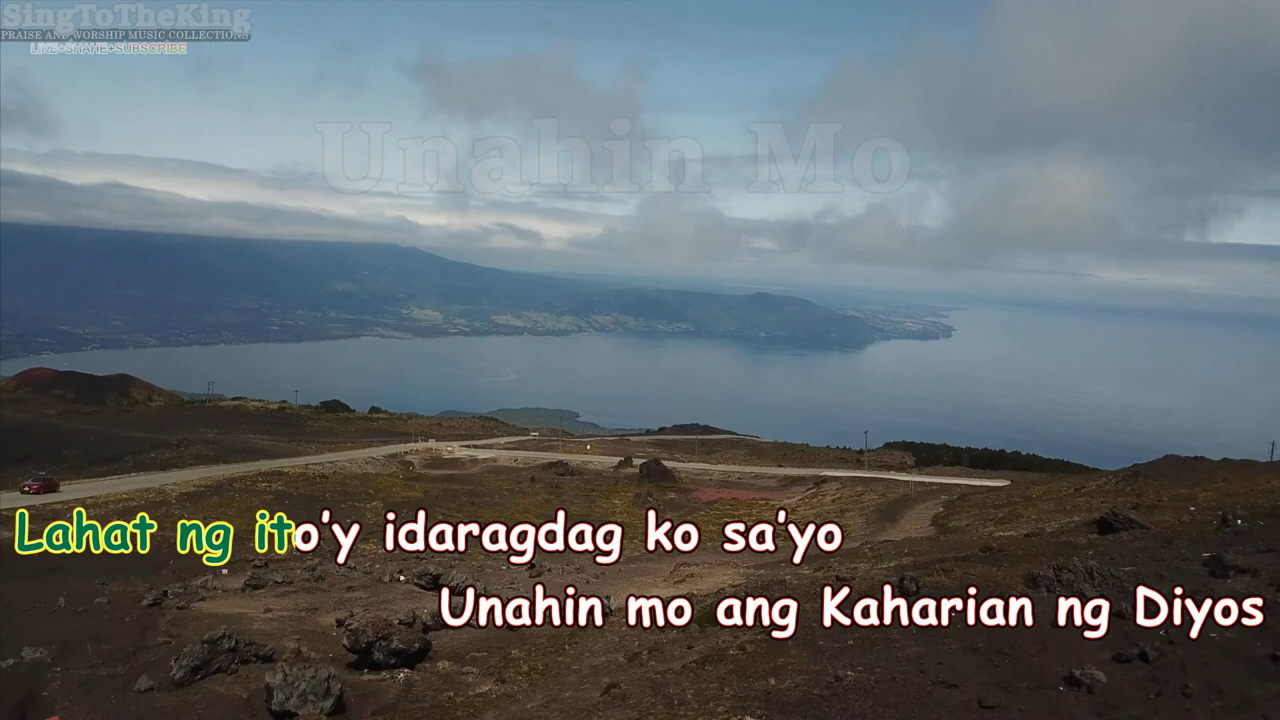 SingToTheKing
PRAISE AND WORSHIP MUSIC COLLECTIONS
LIKE+SHARE+SUBSCRIBE
Unahin Mo
Lahat ng ito'y idaragdag ko sa'yo
Unahin mo ang Kaharian ng Diyos